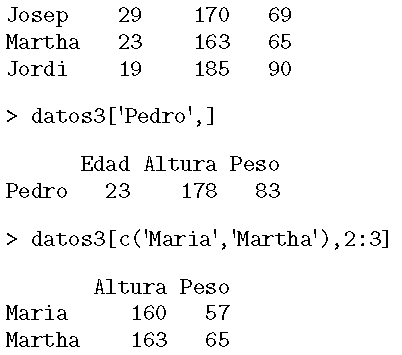 Josep 29 170 69
Martha 23 163 65
Jordi 19 185 90
> datos3['Pedro',]
Edad Altura Peso
Pedro 23 178 83
> datos3[c('Maria','Martha'),2:3]
Altura Peso
Maria 160 57
Martha 163 65